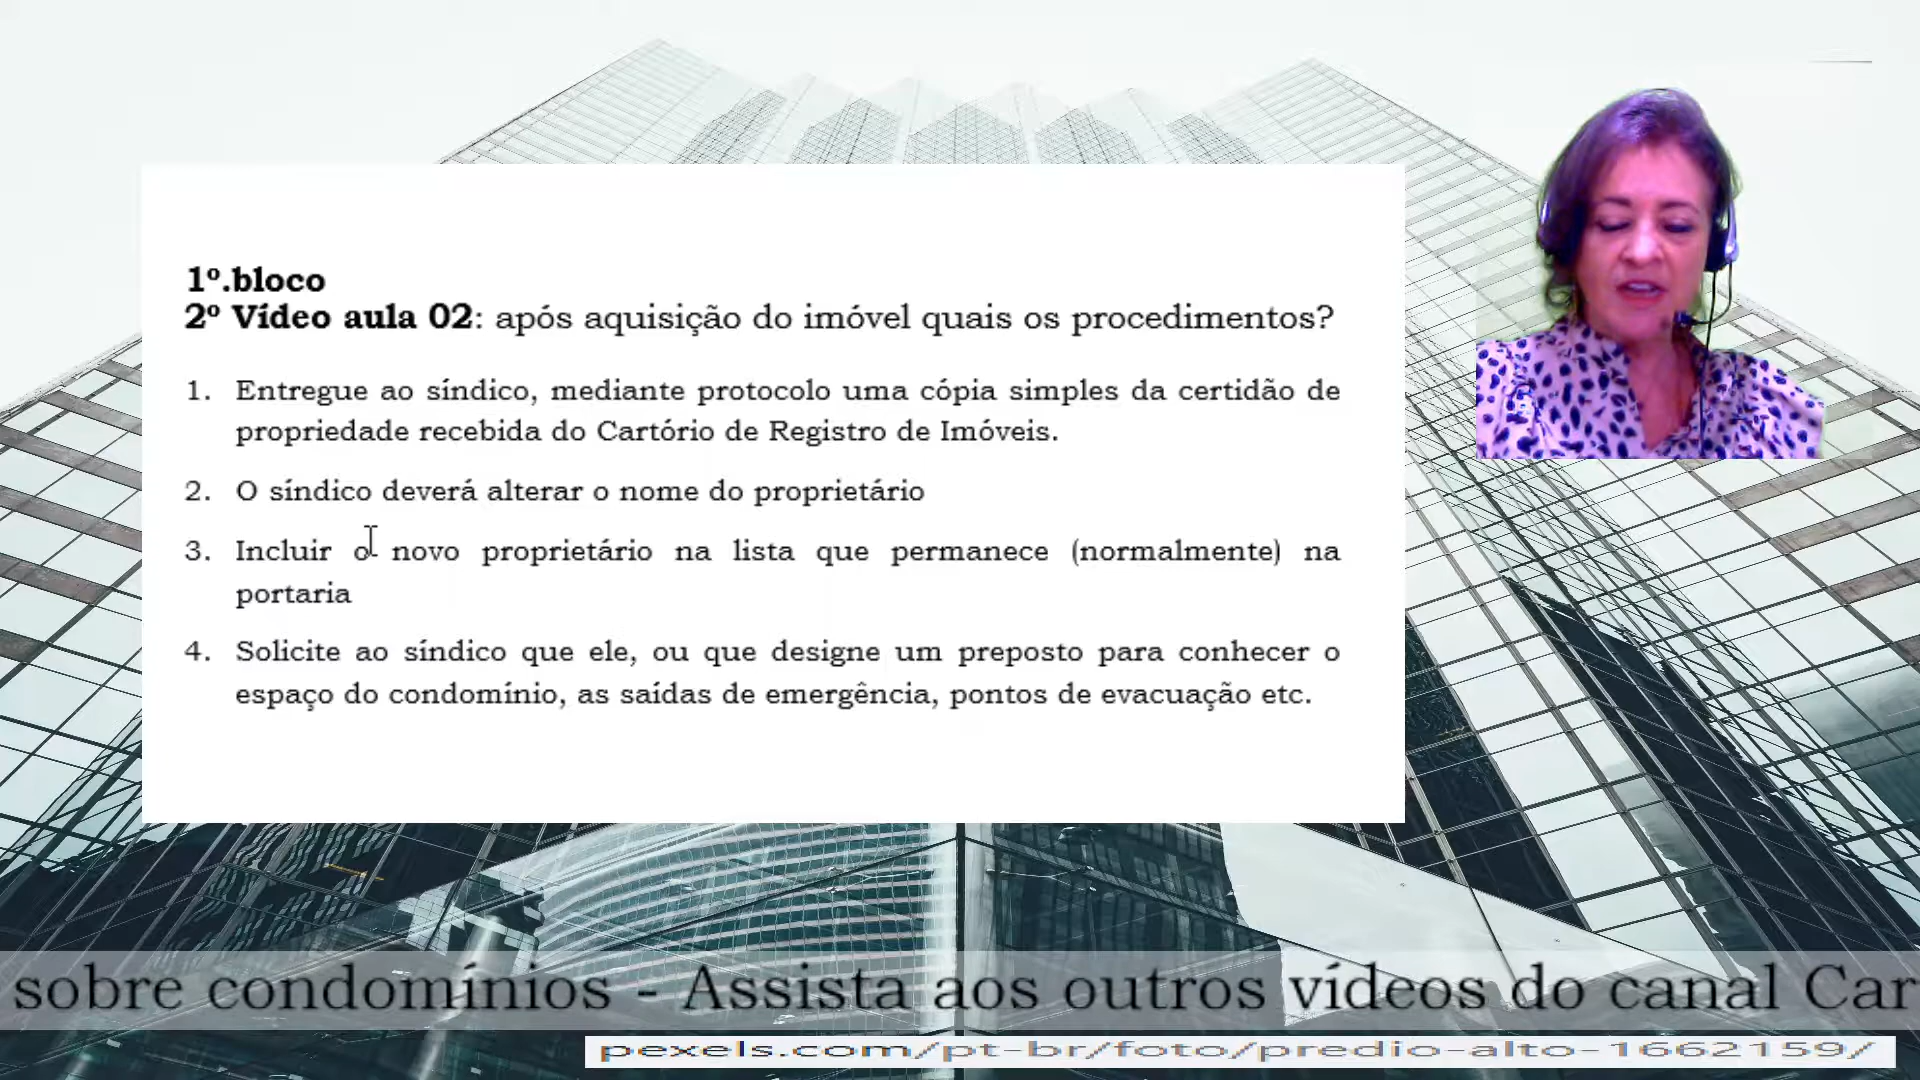 1º.bloco
2º Vídeo aula 02: após aquisição do imóvel quais os procedimentos?
1. Entregue ao síndico, mediante protocolo uma cópia simples da certidão de
propriedade recebida do Cartório de Registro de Imóveis.
2. O síndico deverá alterar o nome do proprietário
3. Incluir o novo proprietário na lista que permanece (normalmente) na
portaria
4. Solicite ao síndico que ele, ou que designe um preposto para conhecer o
espaço do condomínio, as saídas de emergência, pontos de evacuação etc.
sobre condomínios - Assista aos outros vídeos do canal Car
pexels.com/pt-br/foto/predio-alto-1662159/